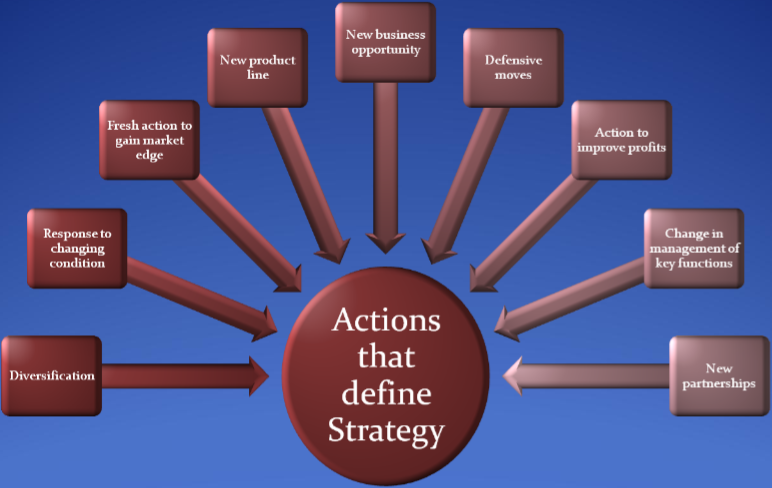 New business
opportunity
New product
line
Defensive
moves
Fresh action to
gain market
edge
Action to
improve profits
Response to
changing
condition
Change in
management of
key functions
Diversification
New
partnerships
Actions
that
define
Strategy